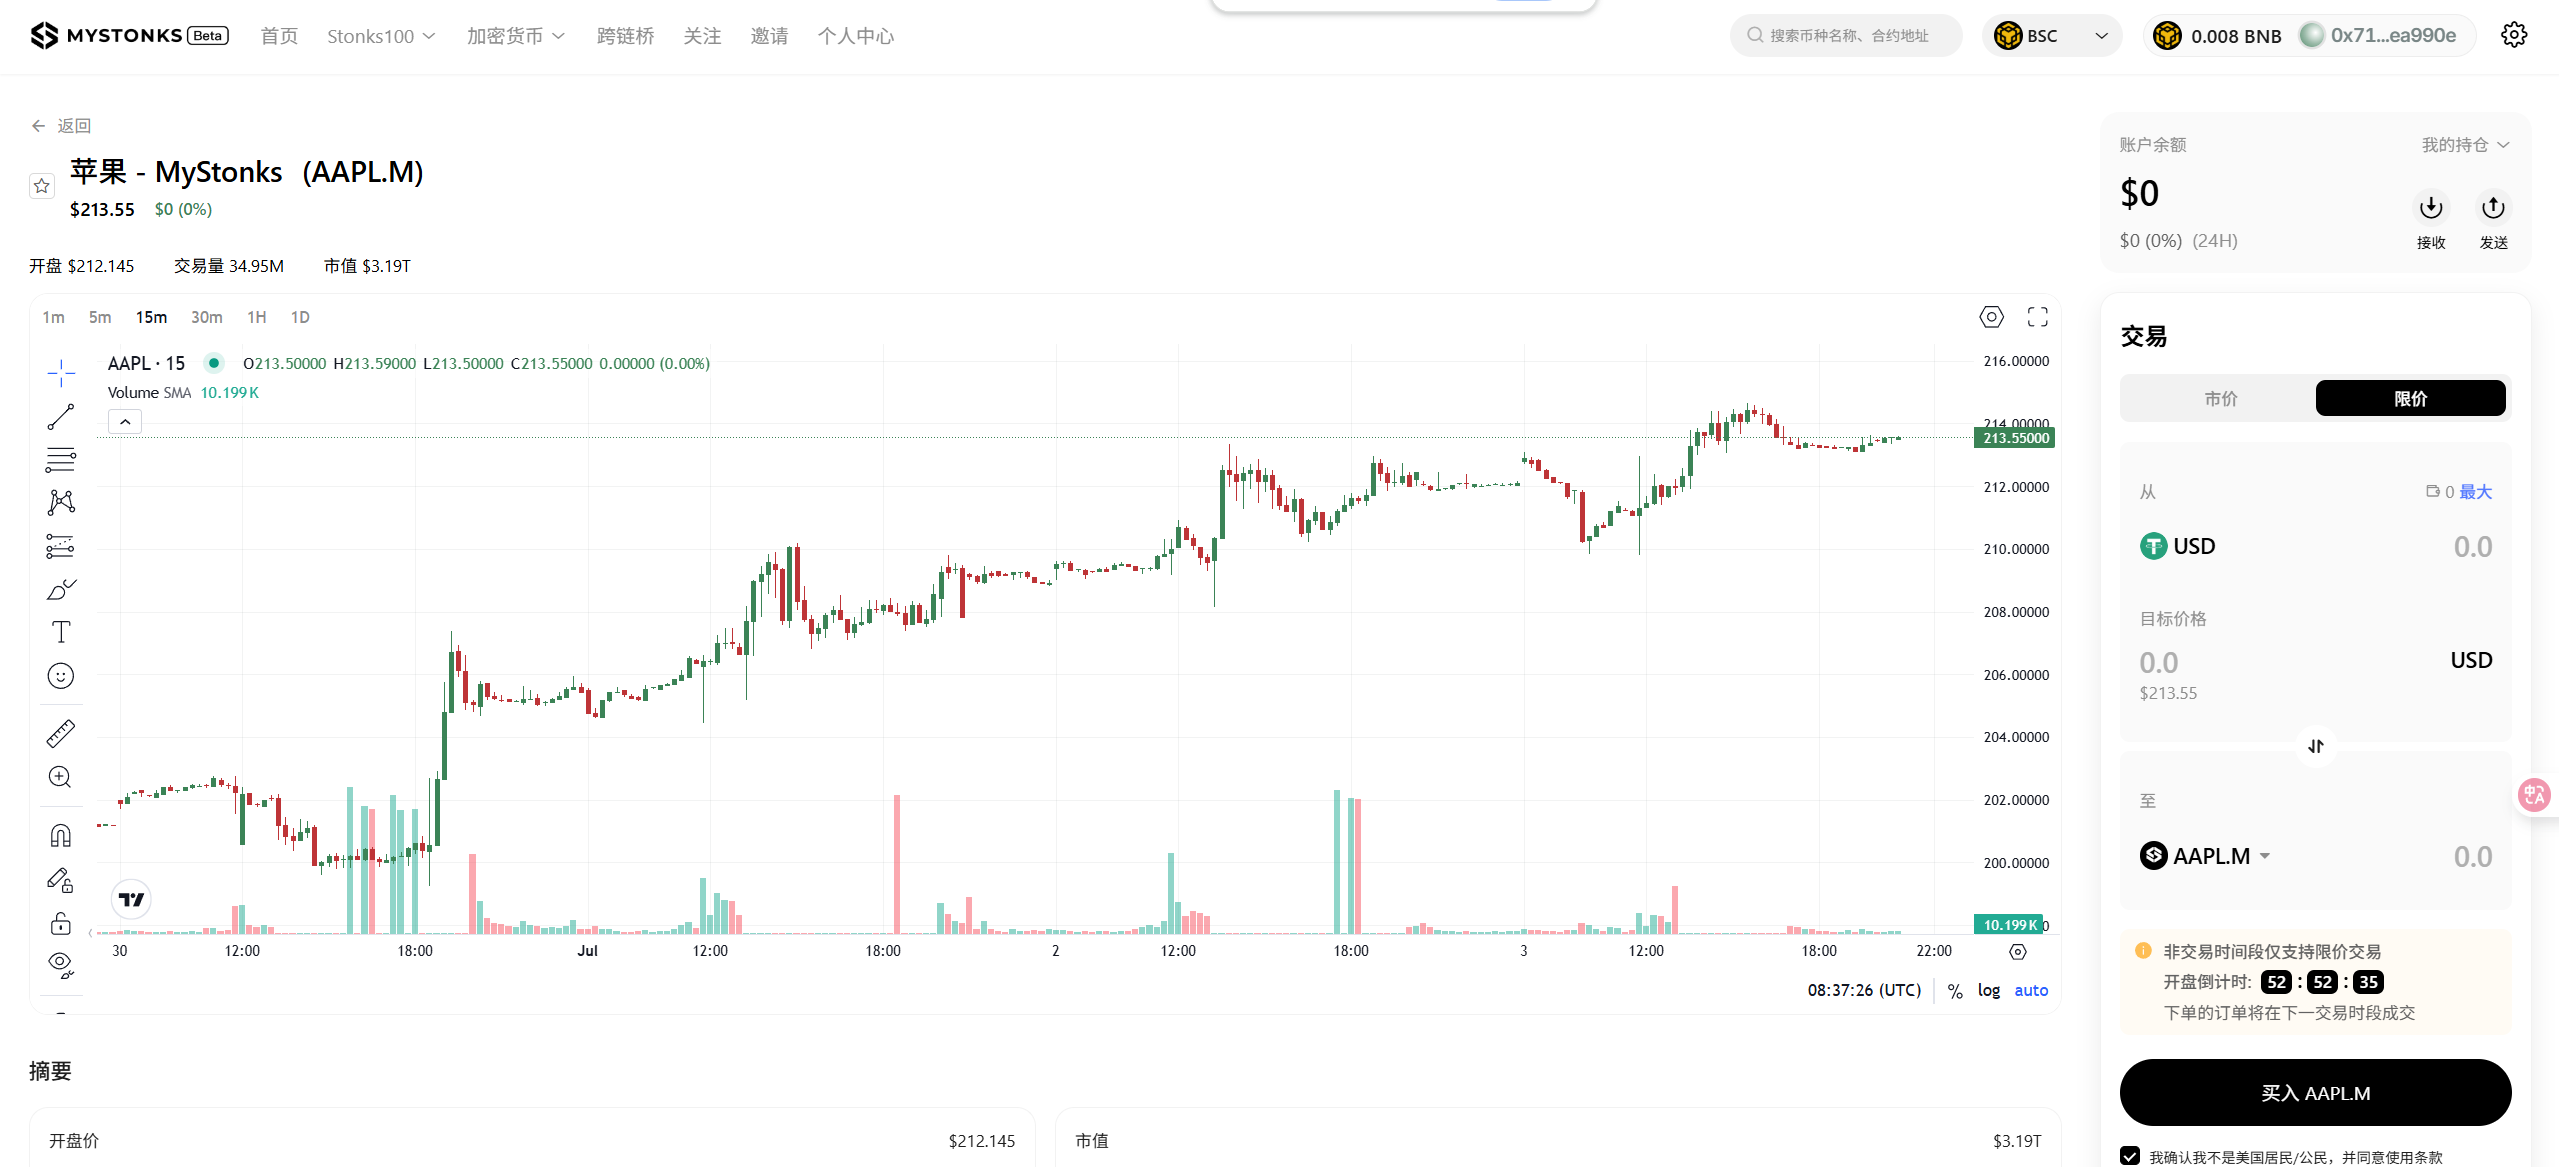 MYSTONKS Beta 首页 Stonks100 加密货币 跨链桥 关注 邀请 个人中心 搜索币种名称、合约地址 BSC 0.008 BNB 0x71...ea990e
返回
苹果 - MyStonks (AAPL.M)
$213.55 $0 (0%)
开盘 $212.145 交易量 34.95M 市值 $3.19T
1m 5m 15m 30m 1H 1D
AAPL · 15 O213.50000 H213.59000 L213.50000 C213.55000 0.00000 (0.00%)
Volume SMA 10.199K
216.00000
214.00000
213.55000
212.00000
210.00000
208.00000
206.00000
204.00000
202.00000
200.00000
10.199K
30 12:00 18:00 Jul 12:00 18:00 2 12:00 18:00 3 12:00 18:00 22:00
08:37:26 (UTC) % log auto
摘要
开盘价 $212.145
市值 $3.19T
账户余额 我的持仓
$0
$0 (0%) (24H)
接收 发送
交易
市价 限价
从 0 最大
USD 0.0
目标价格
0.0 USD
$213.55
至
AAPL.M 0.0
非交易时间段仅支持限价交易
开盘倒计时: 52 : 52 : 35
下单的订单将在下一交易时段成交
买入 AAPL.M
我确认我不是美国居民/公民，并同意使用条款